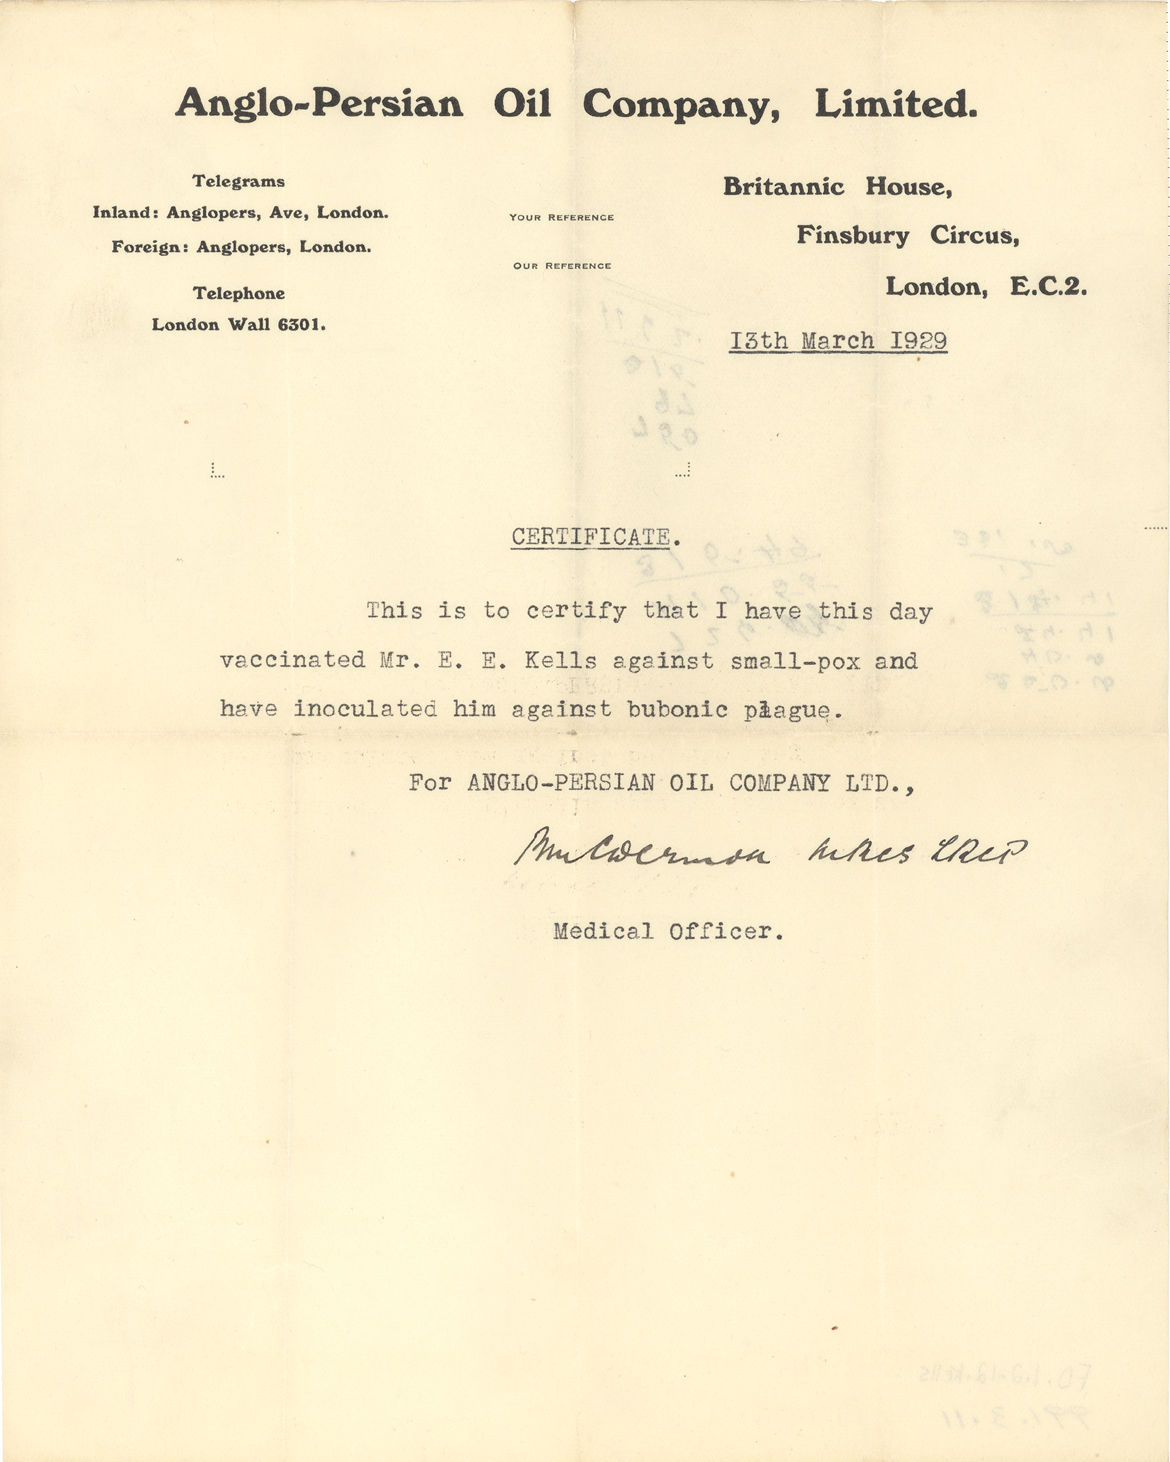 Anglo-Persian Oil Company, Limited.
Telegrams
Inland: Anglopers, Ave, London.
Foreign: Anglopers, London.
Telephone
London Wall 6301.
YOUR REFERENCE
OUR REFERENCE
Britannic House,
Finsbury Circus,
London, E.C.2.
13th March 1929
CERTIFICATE.
This is to certify that I have this day
vaccinated Mr. E. E. Kells against small-pox and
have inoculated him against bubonic plague.
For ANGLO-PERSIAN OIL COMPANY LTD.,
MRCS LRCP
Medical Officer.